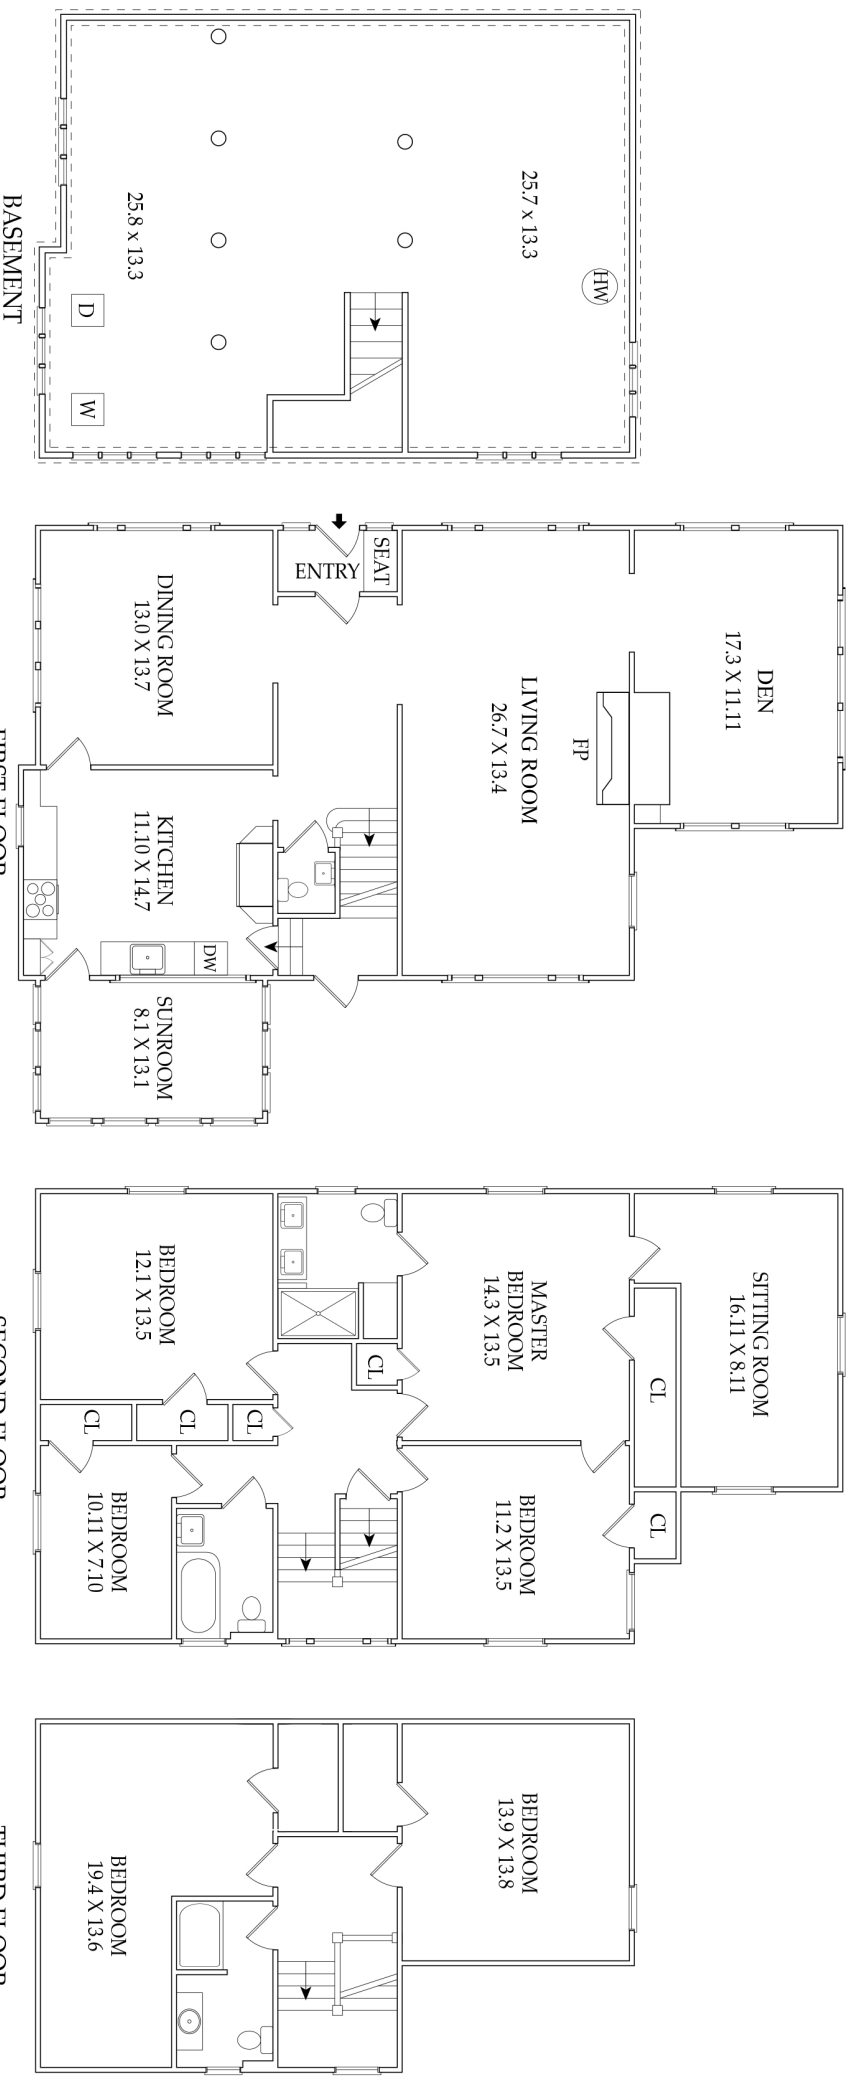 25.7 x 13.3
HW
25.8 x 13.3
D
W
BASEMENT
DEN
17.3 X 11.11
LIVING ROOM
26.7 X 13.4
FP
SEAT
ENTRY
DINING ROOM
13.0 X 13.7
KITCHEN
11.10 X 14.7
DW
SUNROOM
8.1 X 13.1
FIRST FLOOR
SITTING ROOM
16.11 X 8.11
CL
CL
MASTER
BEDROOM
14.3 X 13.5
BEDROOM
11.2 X 13.5
CL
BEDROOM
12.1 X 13.5
CL
CL
CL
BEDROOM
10.11 X 7.10
SECOND FLOOR
BEDROOM
13.9 X 13.8
BEDROOM
19.4 X 13.6
THIRD FLOOR